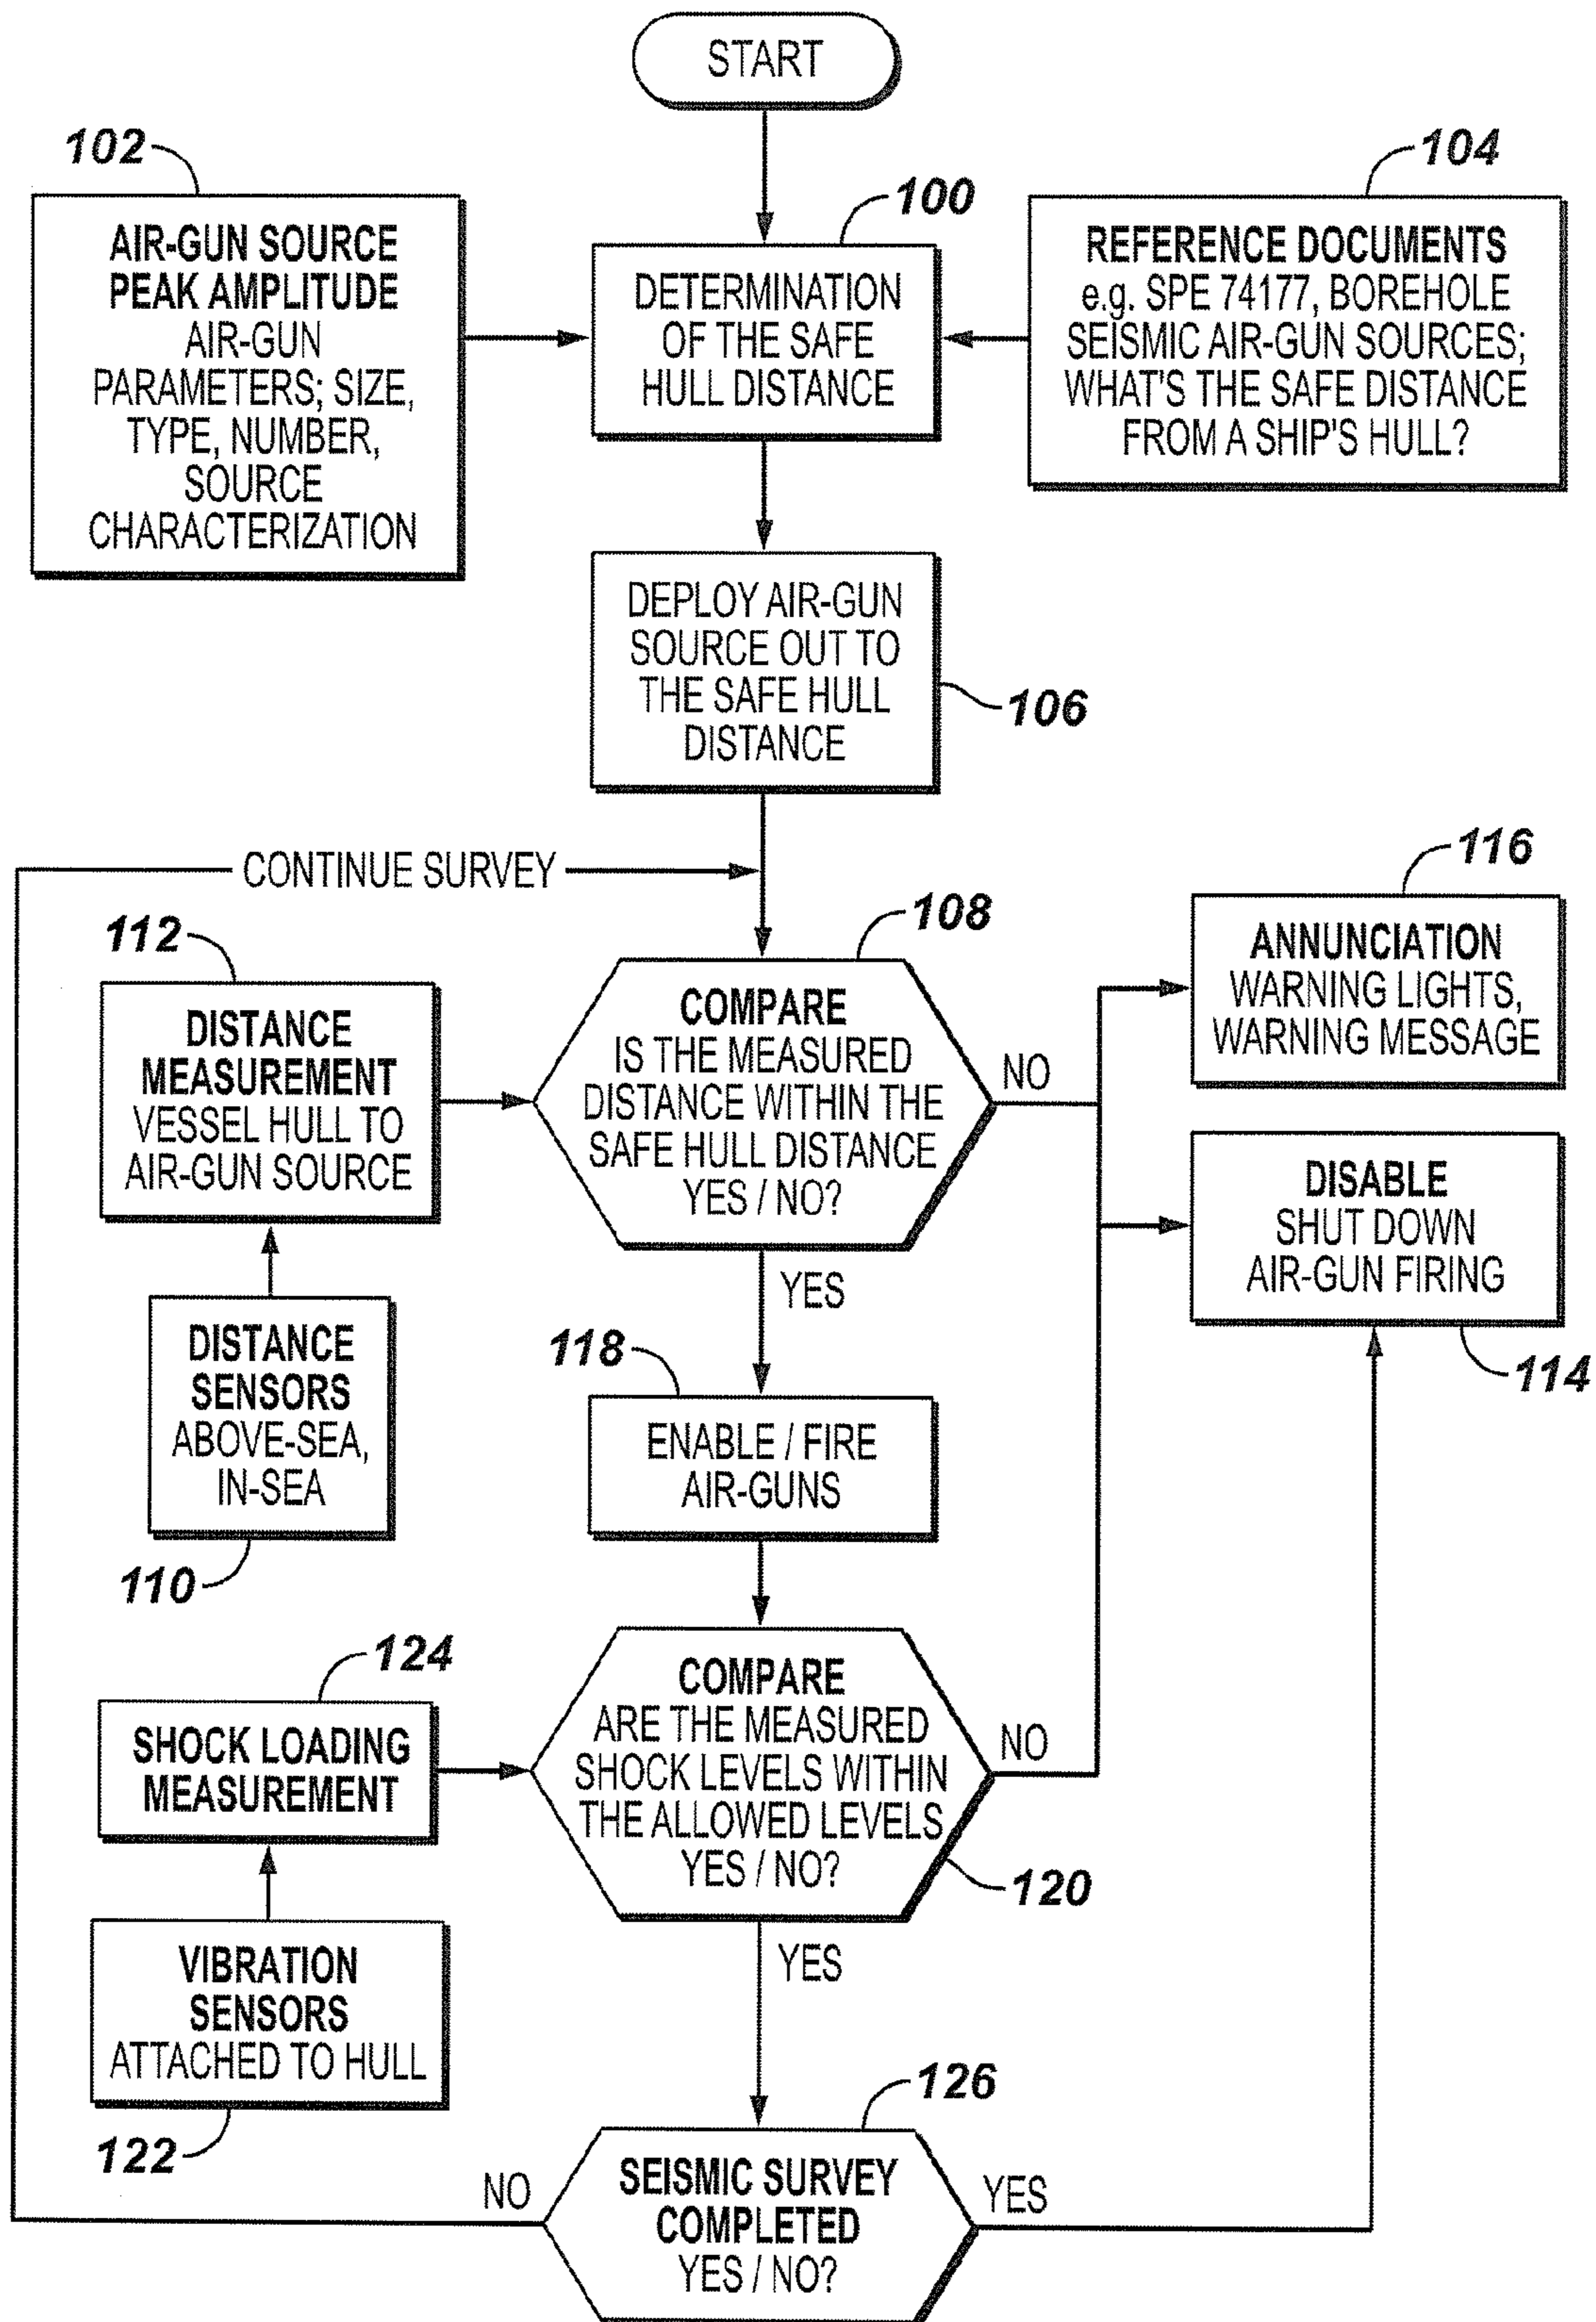 START
102
AIR-GUN SOURCE
PEAK AMPLITUDE
AIR-GUN
PARAMETERS; SIZE,
TYPE, NUMBER,
SOURCE
CHARACTERIZATION
100
DETERMINATION
OF THE SAFE
HULL DISTANCE
104
REFERENCE DOCUMENTS
e.g. SPE 74177, BOREHOLE
SEISMIC AIR-GUN SOURCES;
WHAT'S THE SAFE DISTANCE
FROM A SHIP'S HULL?
DEPLOY AIR-GUN
SOURCE OUT TO
THE SAFE HULL
DISTANCE
106
CONTINUE SURVEY
108
COMPARE
IS THE MEASURED
DISTANCE WITHIN THE
SAFE HULL DISTANCE
YES / NO?
NO
YES
112
DISTANCE
MEASUREMENT
VESSEL HULL TO
AIR-GUN SOURCE
DISTANCE
SENSORS
ABOVE-SEA,
IN-SEA
110
116
ANNUNCIATION
WARNING LIGHTS,
WARNING MESSAGE
DISABLE
SHUT DOWN
AIR-GUN FIRING
114
118
ENABLE / FIRE
AIR-GUNS
124
SHOCK LOADING
MEASUREMENT
COMPARE
ARE THE MEASURED
SHOCK LEVELS WITHIN
THE ALLOWED LEVELS
YES / NO?
NO
120
YES
VIBRATION
SENSORS
ATTACHED TO HULL
122
126
SEISMIC SURVEY
COMPLETED
YES / NO?
NO
YES